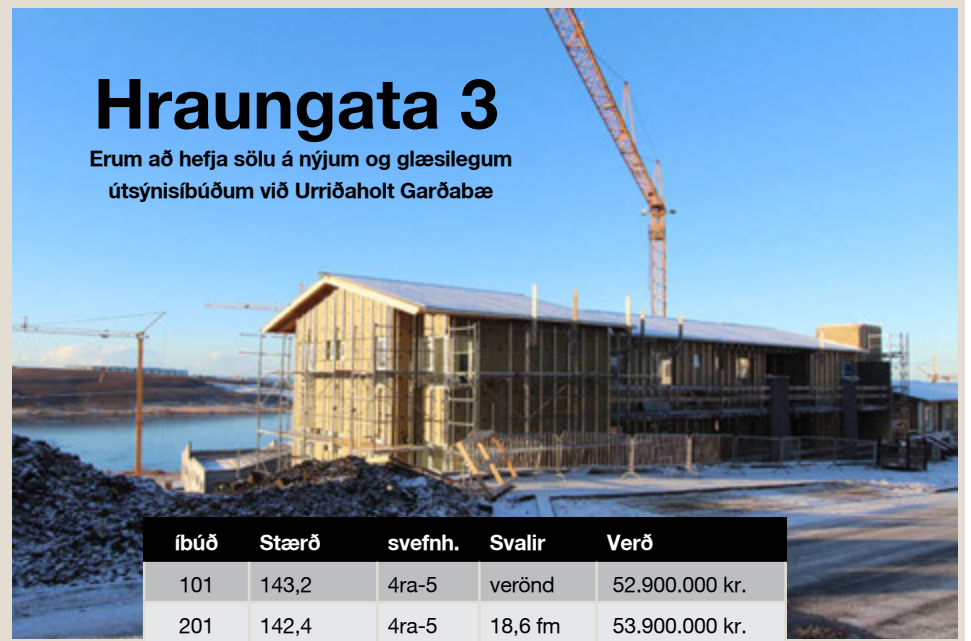 Hraungata 3
Erum að hefja sölu á nýjum og glæsilegum
útsýnisíbúðum við Urriðaholt Garðabæ
íbúð Stærð svefnh. Svalir Verð
101 143,2 4ra-5 verönd 52.900.000 kr.
201 142,4 4ra-5 18,6 fm 53.900.000 kr.